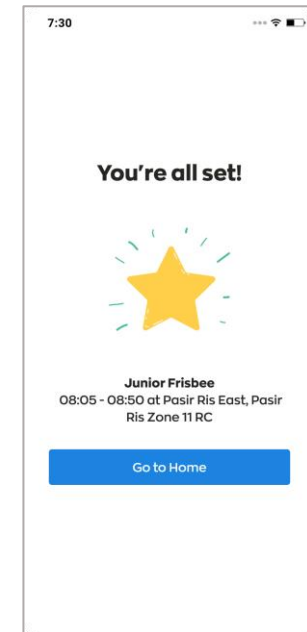 7:30
You're all set!
Junior Frisbee
08:05 - 08:50 at Pasir Ris East, Pasir
Ris Zone 11 RC
Go to Home